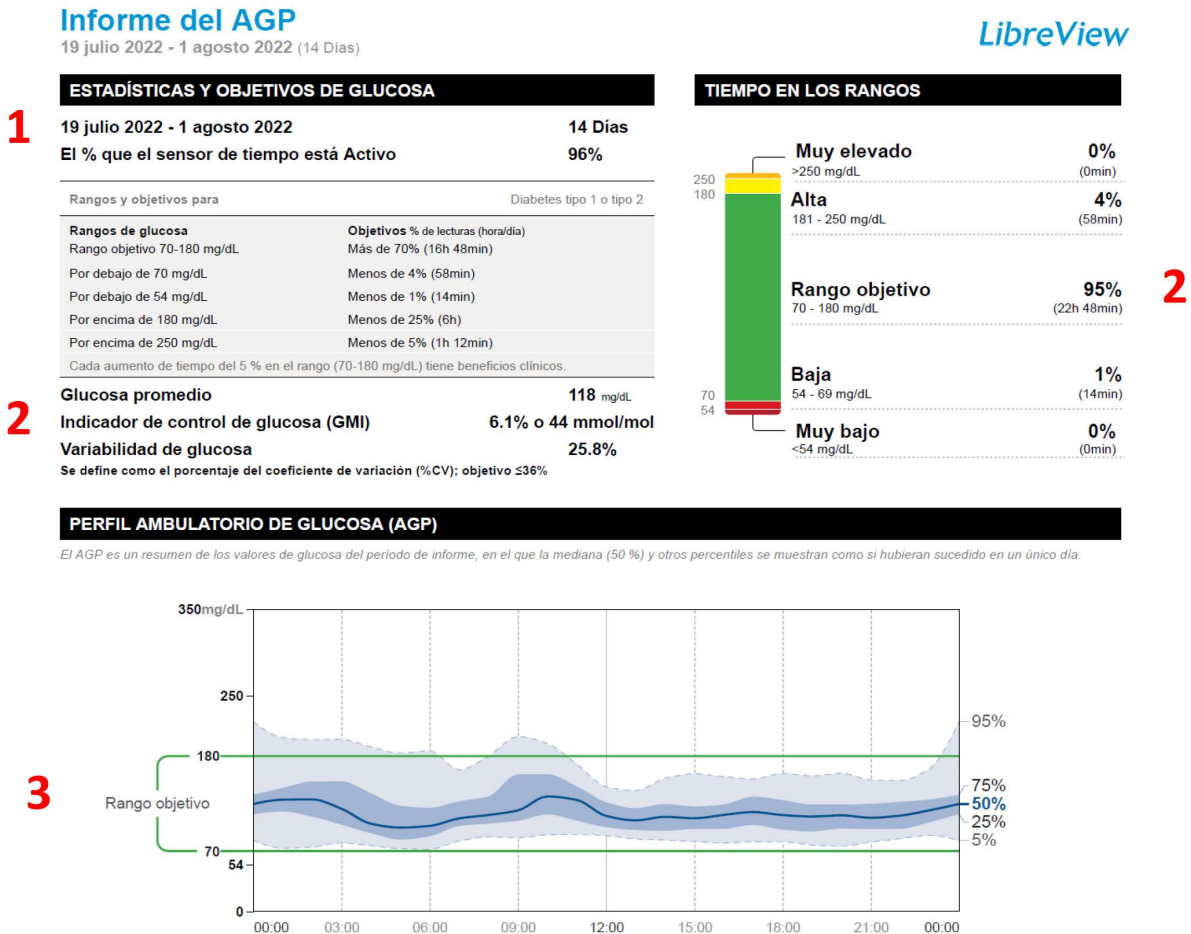 Informe del AGP
19 julio 2022 - 1 agosto 2022 (14 Días)
LibreView
ESTADÍSTICAS Y OBJETIVOS DE GLUCOSA
1
19 julio 2022 - 1 agosto 2022 14 Días
El % que el sensor de tiempo está Activo 96%
Rangos y objetivos para Diabetes tipo 1 o tipo 2
Rangos de glucosa Objetivos % de lecturas (hora/día)
Rango objetivo 70-180 mg/dL Más de 70% (16h 48min)
Por debajo de 70 mg/dL Menos de 4% (58min)
Por debajo de 54 mg/dL Menos de 1% (14min)
Por encima de 180 mg/dL Menos de 25% (6h)
Por encima de 250 mg/dL Menos de 5% (1h 12min)
Cada aumento de tiempo del 5 % en el rango (70-180 mg/dL) tiene beneficios clínicos.
2
Glucosa promedio 118 mg/dL
Indicador de control de glucosa (GMI) 6.1% o 44 mmol/mol
Variabilidad de glucosa 25.8%
Se define como el porcentaje del coeficiente de variación (%CV); objetivo ≤36%
TIEMPO EN LOS RANGOS
250
180
70
54
Muy elevado 0%
>250 mg/dL (0min)
Alta 4%
181 - 250 mg/dL (58min)
Rango objetivo 95%
70 - 180 mg/dL (22h 48min)
Baja 1%
54 - 69 mg/dL (14min)
Muy bajo 0%
<54 mg/dL (0min)
2
PERFIL AMBULATORIO DE GLUCOSA (AGP)
El AGP es un resumen de los valores de glucosa del período de informe, en el que la mediana (50 %) y otros percentiles se muestran como si hubieran sucedido en un único día.
3
350mg/dL
250
180
Rango objetivo
70
54
0
95%
75%
50%
25%
5%
00:00 03:00 06:00 09:00 12:00 15:00 18:00 21:00 00:00